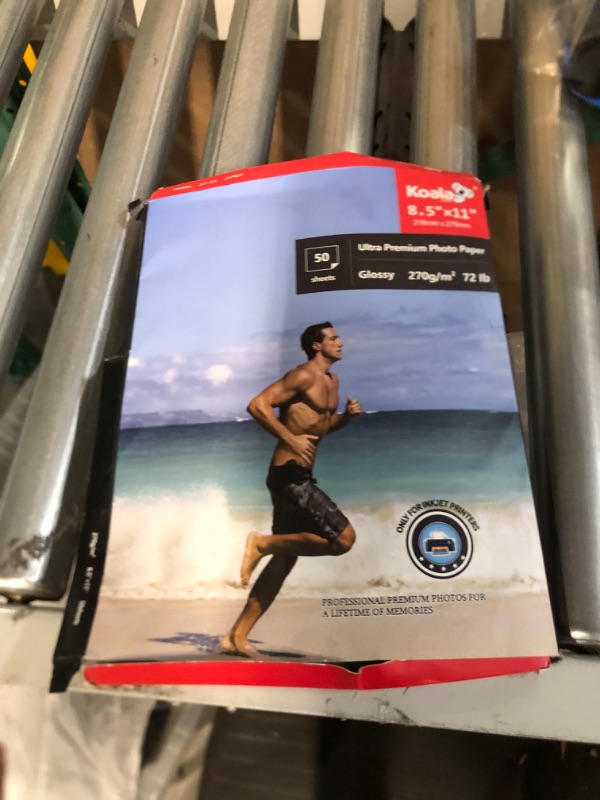 Koala
8.5"×11"
216mm x 279mm
50
sheets
Ultra Premium Photo Paper
Glossy 270g/m² 72 lb
ONLY FOR INKJET PRINTERS
PROFESSIONAL PREMIUM PHOTOS FOR
A LIFETIME OF MEMORIES